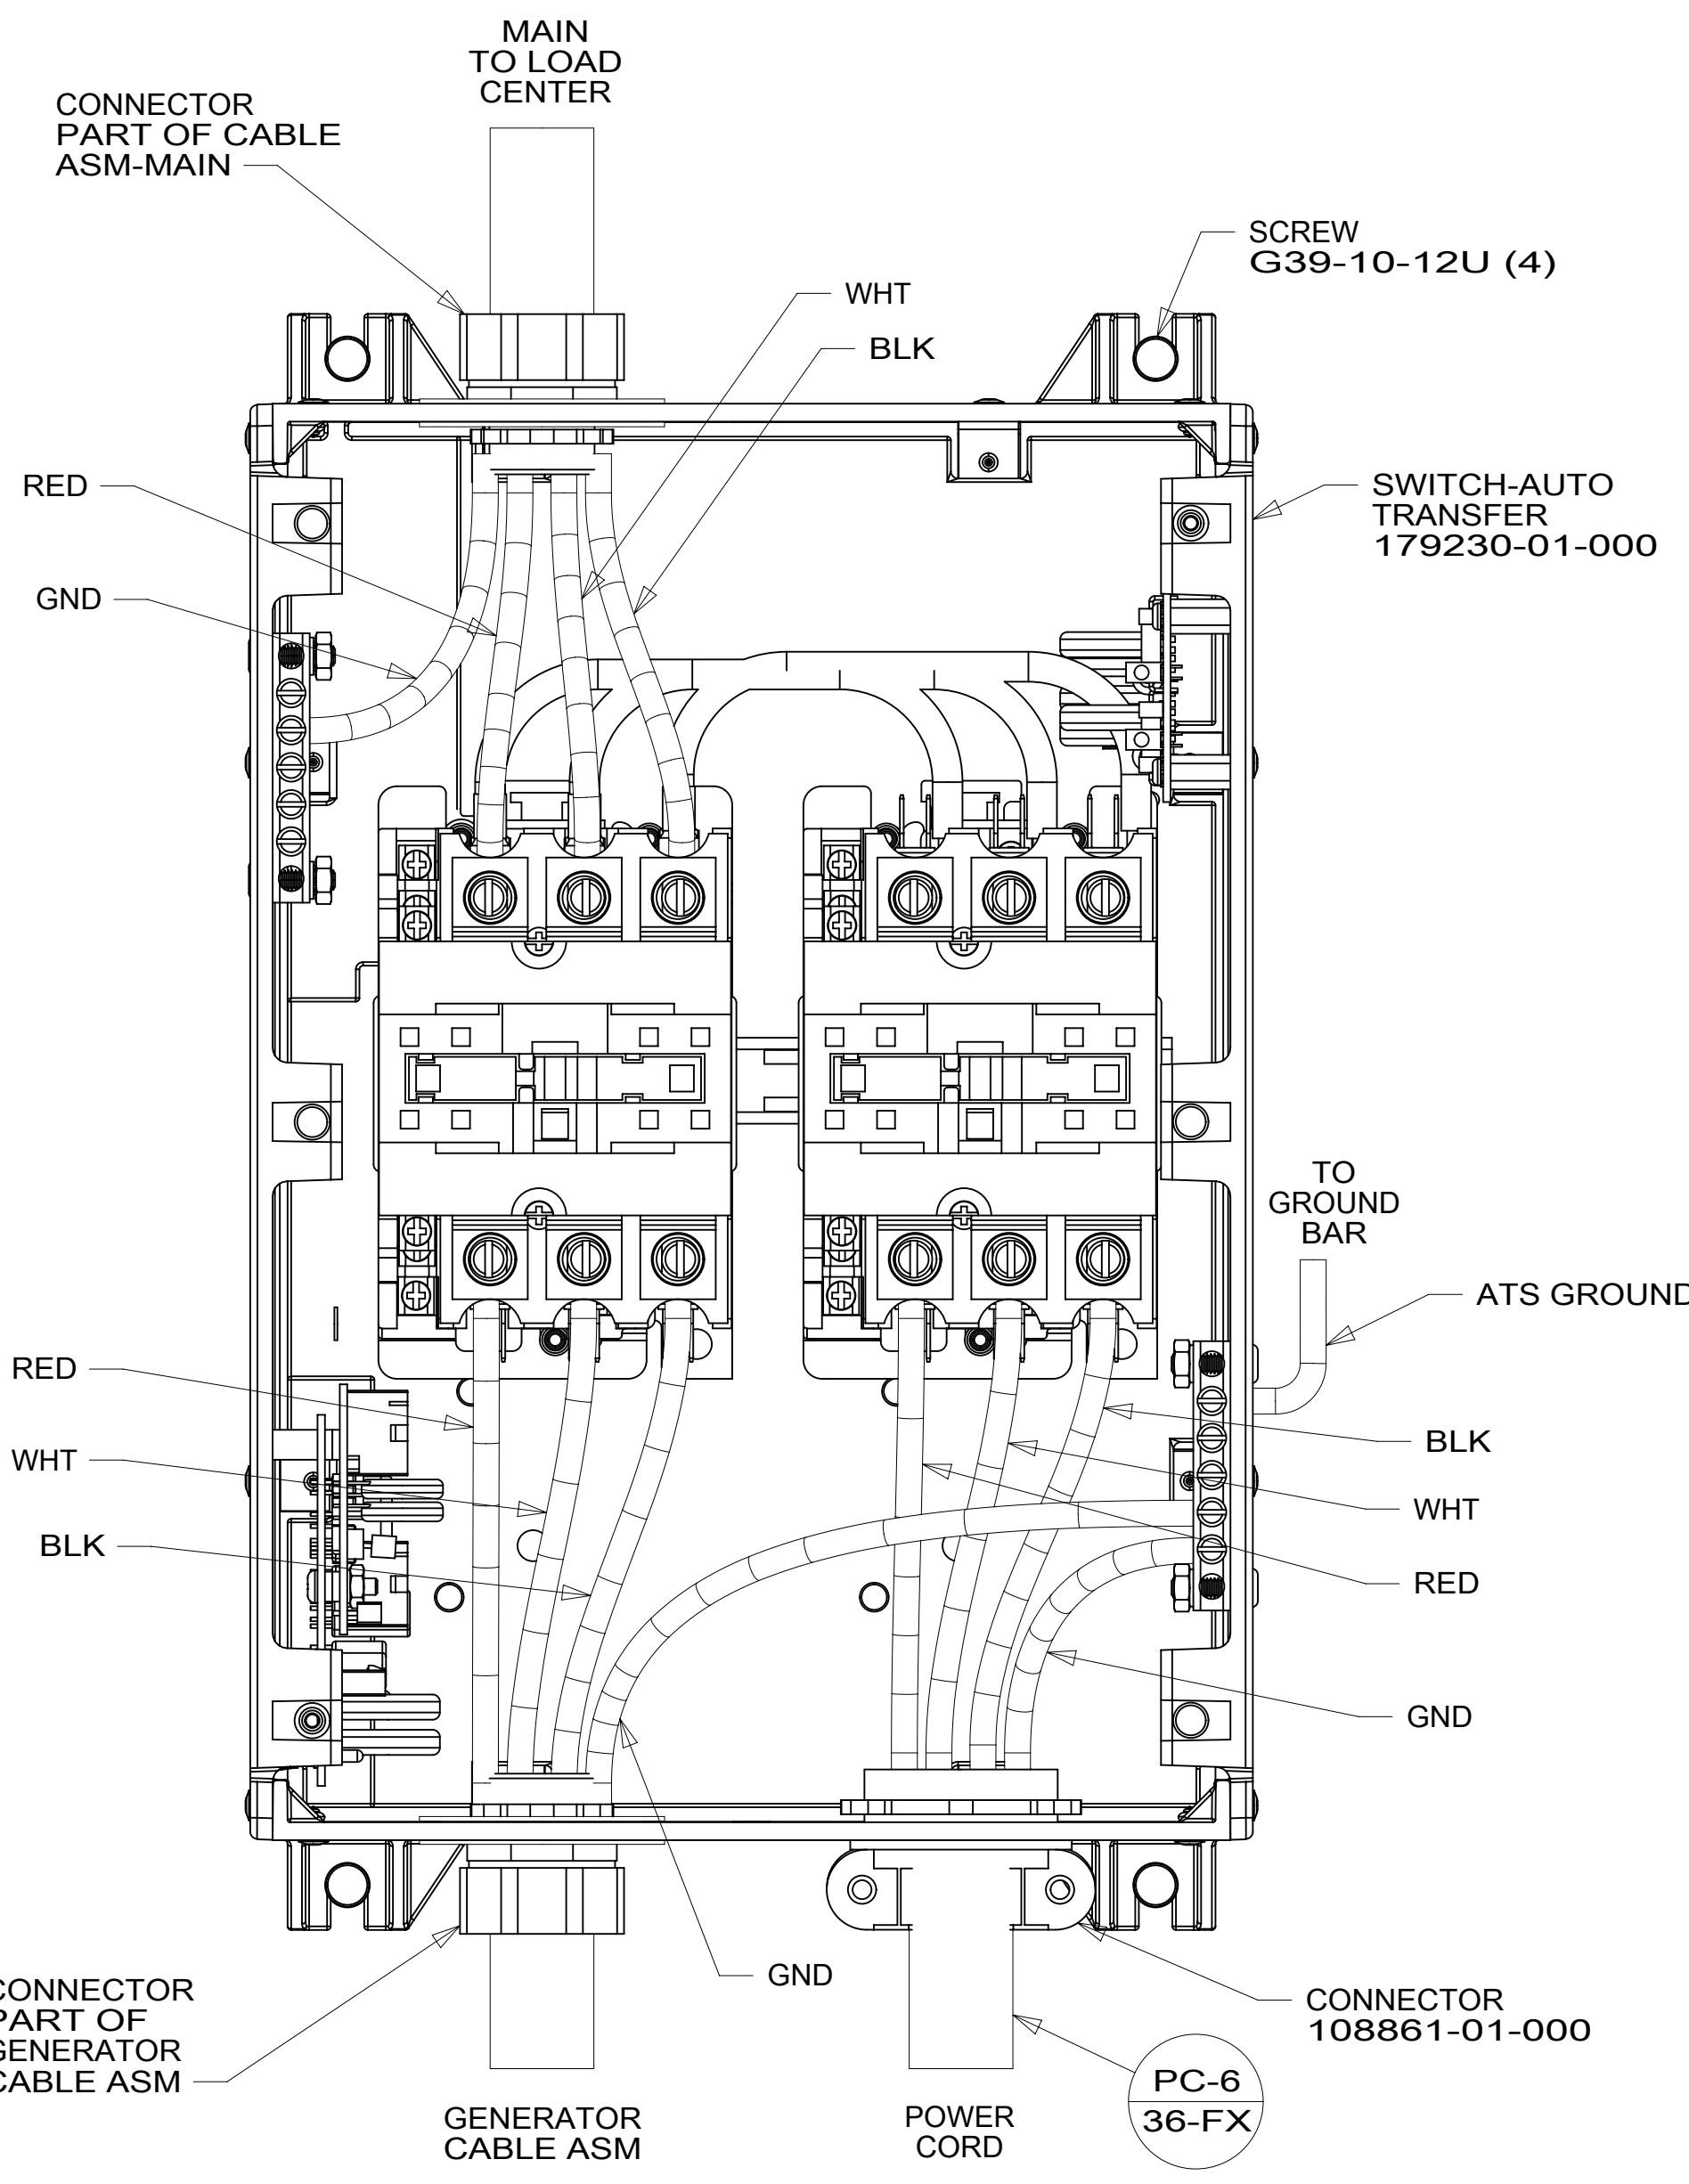 MAIN
TO LOAD
CENTER
CONNECTOR
PART OF CABLE
ASM-MAIN
SCREW
G39-10-12U (4)
WHT
BLK
RED
SWITCH-AUTO
TRANSFER
179230-01-000
GND
TO
GROUND
BAR
ATS GROUND
RED
BLK
WHT
WHT
BLK
RED
GND
GND
CONNECTOR
PART OF
GENERATOR
CABLE ASM
CONNECTOR
108861-01-000
PC-6
36-FX
GENERATOR
CABLE ASM
POWER
CORD